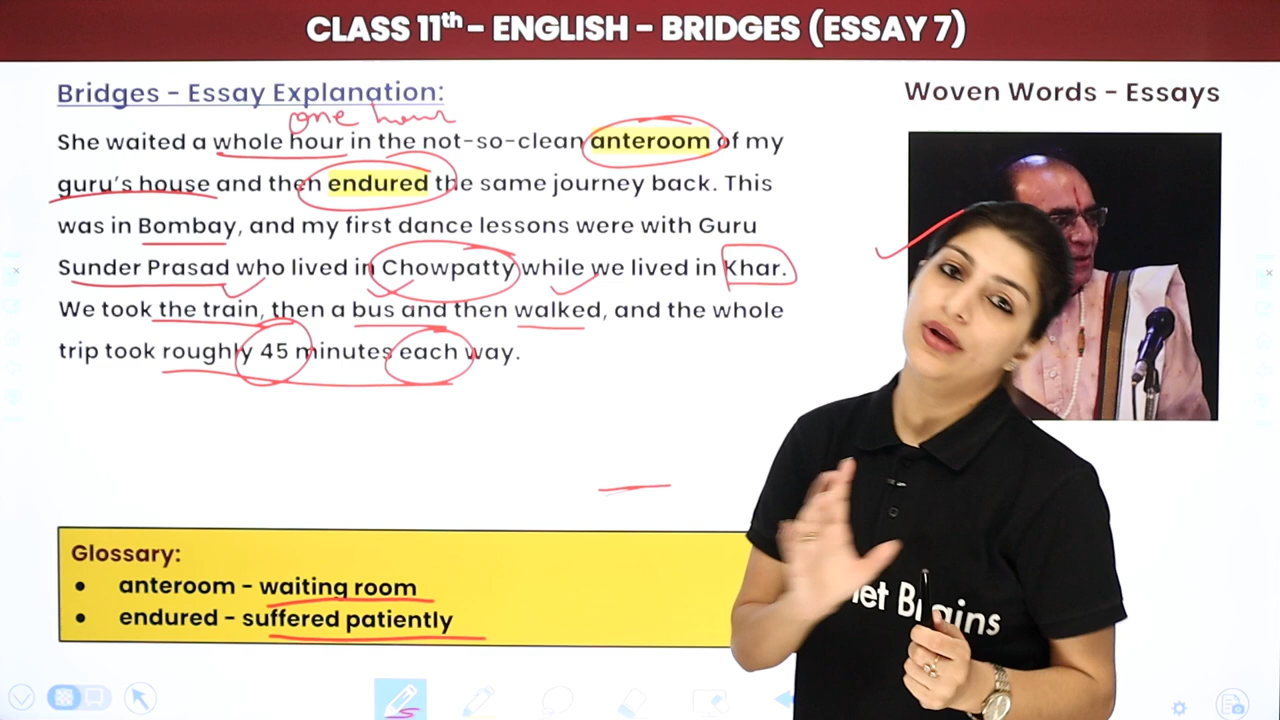 CLASS 11th - ENGLISH - BRIDGES (ESSAY 7)
Bridges - Essay Explanation:
Woven Words - Essays
one hour
She waited a whole hour in the not-so-clean anteroom of my
guru's house and then endured the same journey back. This
was in Bombay, and my first dance lessons were with Guru
Sunder Prasad who lived in Chowpatty while we lived in Khar.
We took the train, then a bus and then walked, and the whole
trip took roughly 45 minutes each way.
Glossary:
• anteroom - waiting room
• endured - suffered patiently